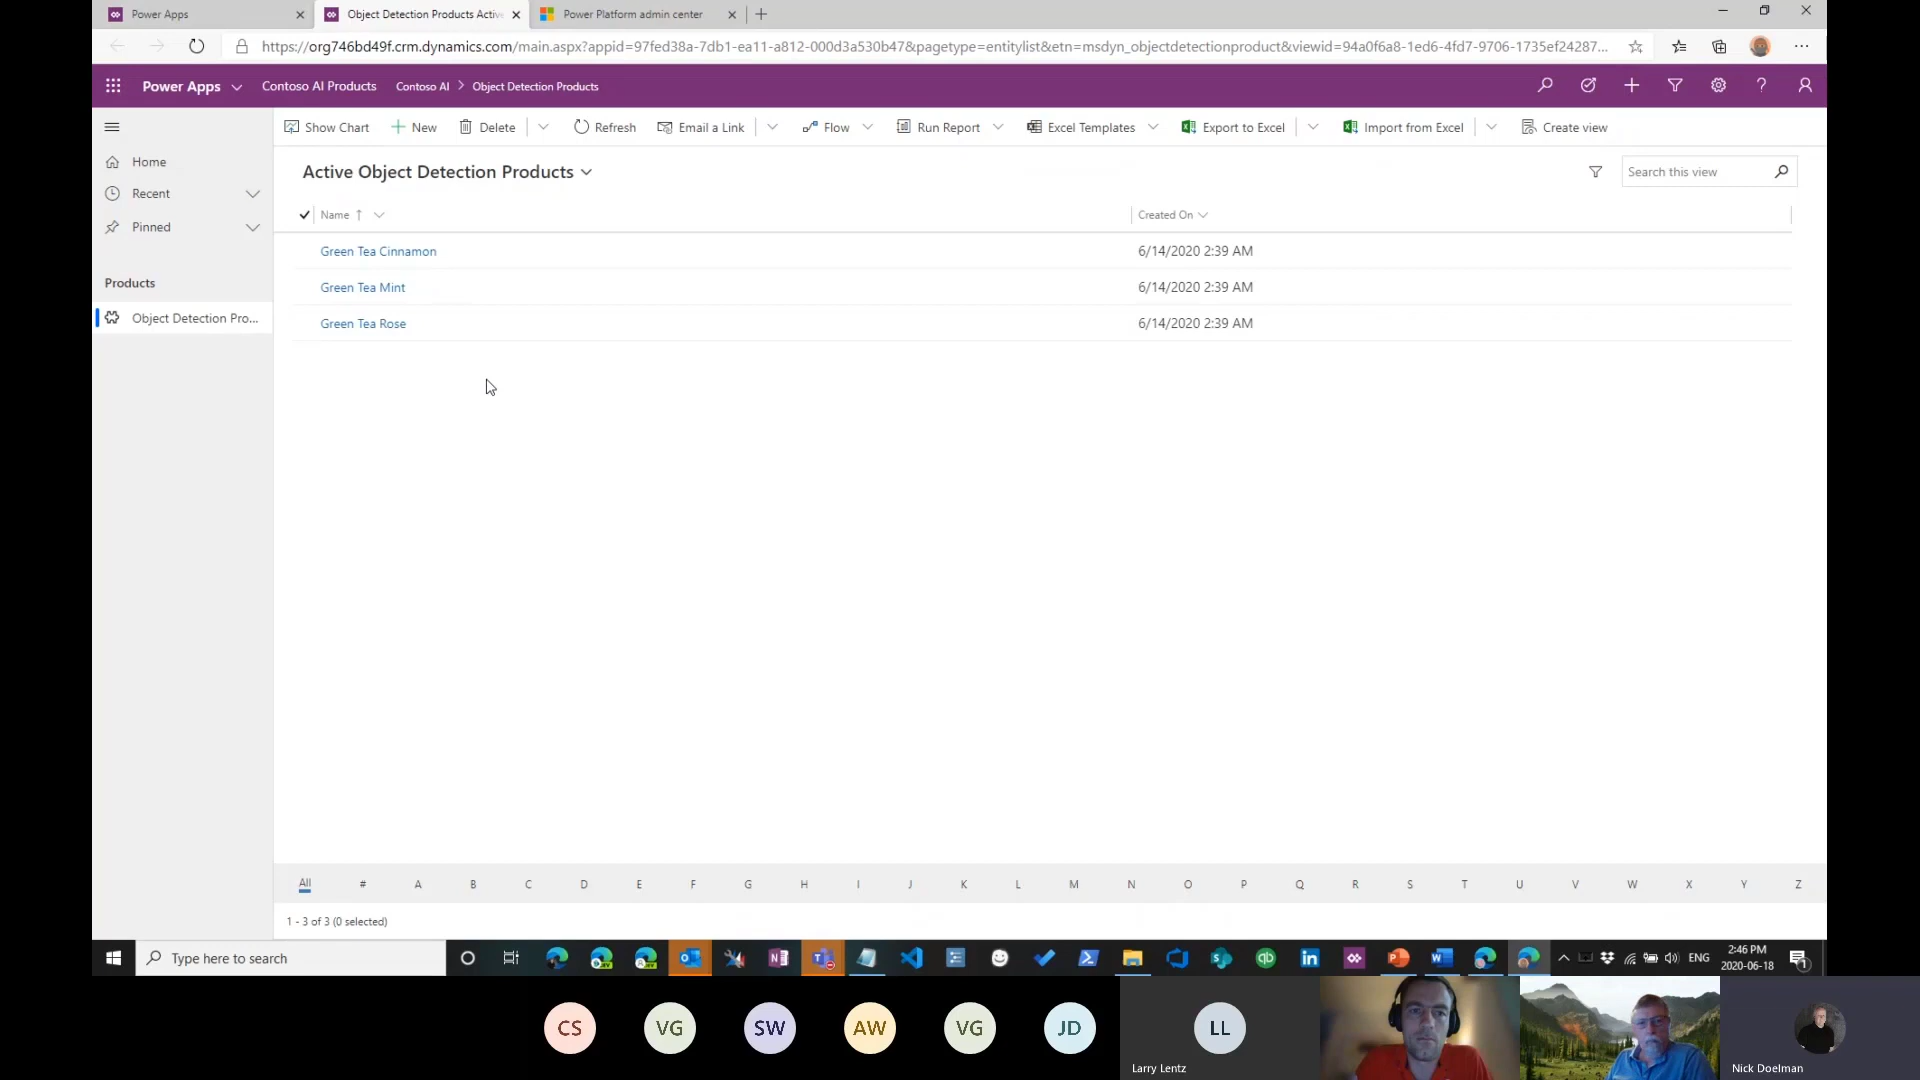 Power Apps
Object Detection Products Activ
Power Platform admin center
https://org746bd49f.crm.dynamics.com/main.aspx?appid=97fed38a-7db1-ea11-a812-000d3a530b47&pagetype=entitylist&etn=msdyn_objectdetectionproduct&viewid=94a0f6a8-1ed6-4fd7-9706-1735ef24287...
Power Apps Contoso AI Products Contoso AI > Object Detection Products
Show Chart New Delete Refresh Email a Link Flow Run Report Excel Templates Export to Excel Import from Excel Create view
Home
Recent
Pinned
Products
Object Detection Pro...
Active Object Detection Products
Search this view
Name ↑ Created On
Green Tea Cinnamon 6/14/2020 2:39 AM
Green Tea Mint 6/14/2020 2:39 AM
Green Tea Rose 6/14/2020 2:39 AM
All # A B C D E F G H I J K L M N O P Q R S T U V W X Y Z
1 - 3 of 3 (0 selected)
Type here to search
ENG
2:46 PM
2020-06-18
CS VG SW AW VG JD LL
Larry Lentz
Nick Doelman